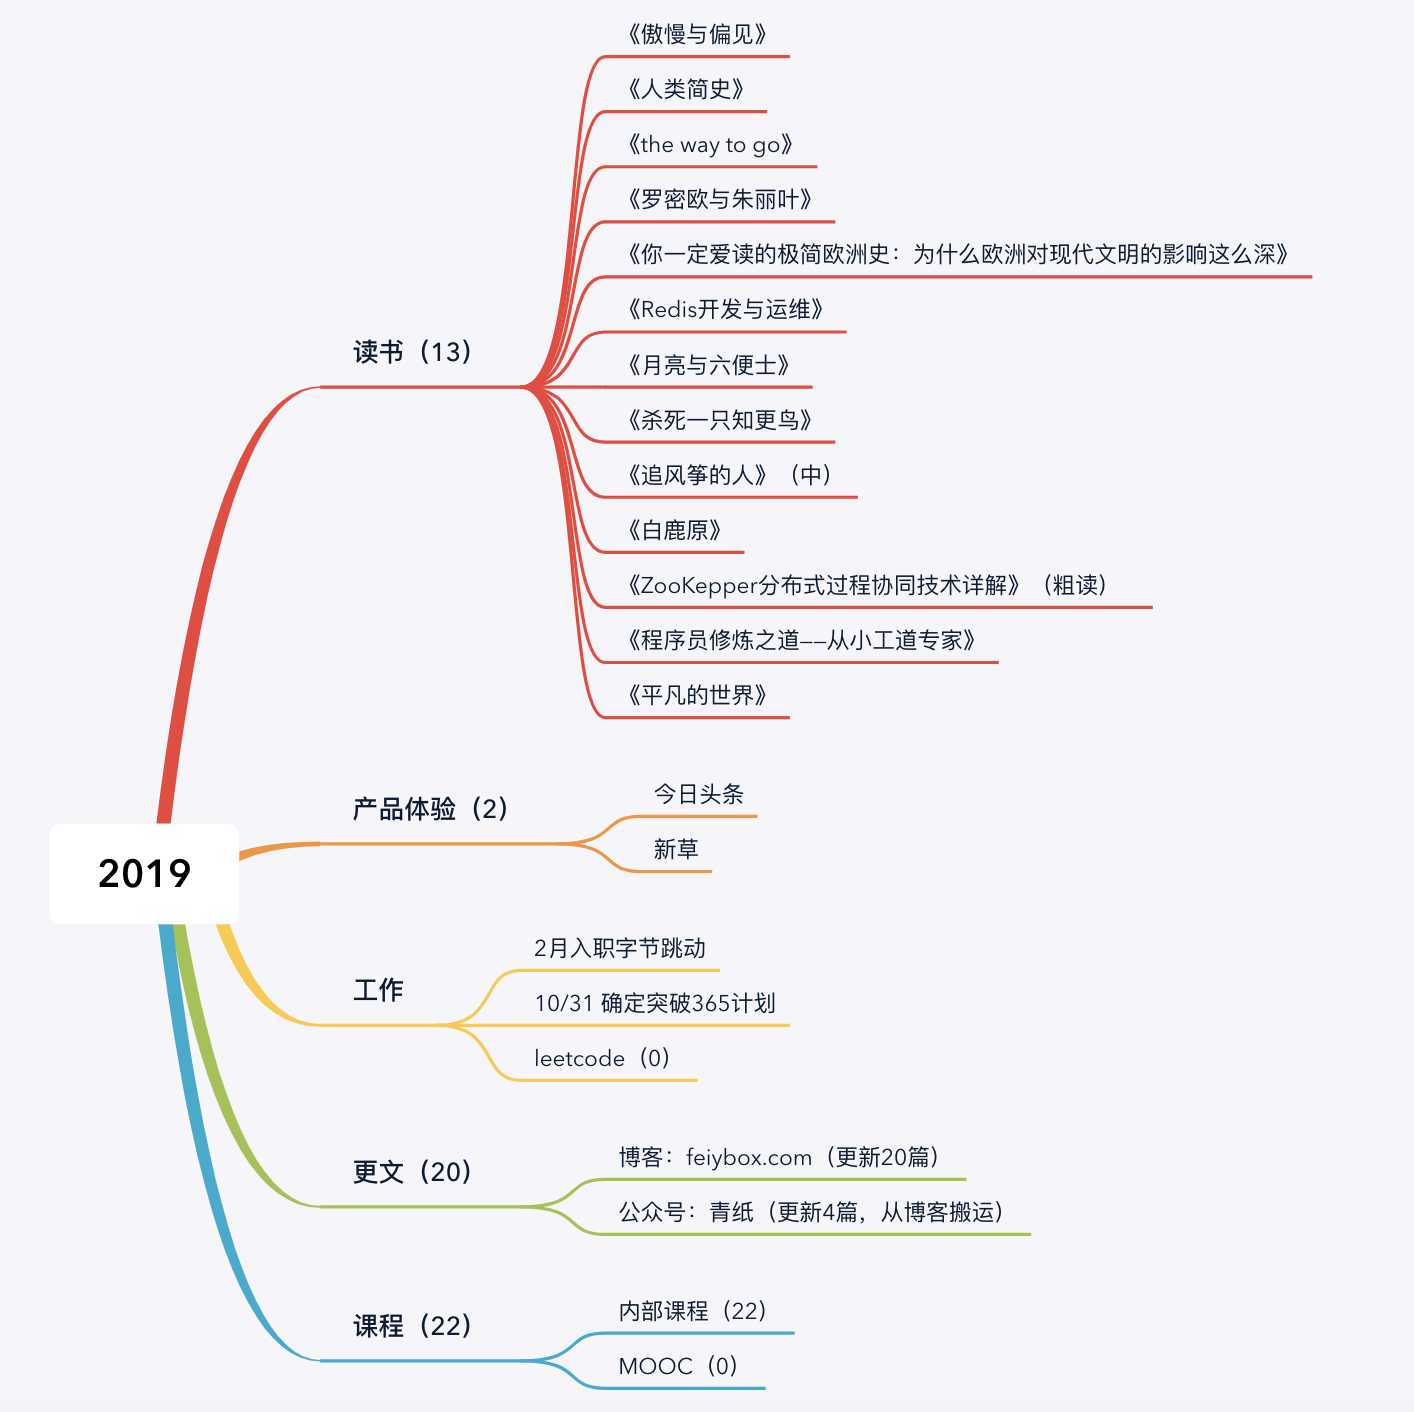 2019
读书（13）
《傲慢与偏见》
《人类简史》
《the way to go》
《罗密欧与朱丽叶》
《你一定爱读的极简欧洲史：为什么欧洲对现代文明的影响这么深》
《Redis开发与运维》
《月亮与六便士》
《杀死一只知更鸟》
《追风筝的人》（中）
《白鹿原》
《ZooKepper分布式过程协同技术详解》（粗读）
《程序员修炼之道——从小工道专家》
《平凡的世界》
产品体验（2）
今日头条
新草
工作
2月入职字节跳动
10/31 确定突破365计划
leetcode（0）
更文（20）
博客：feiybox.com（更新20篇）
公众号：青纸（更新4篇，从博客搬运）
课程（22）
内部课程（22）
MOOC（0）